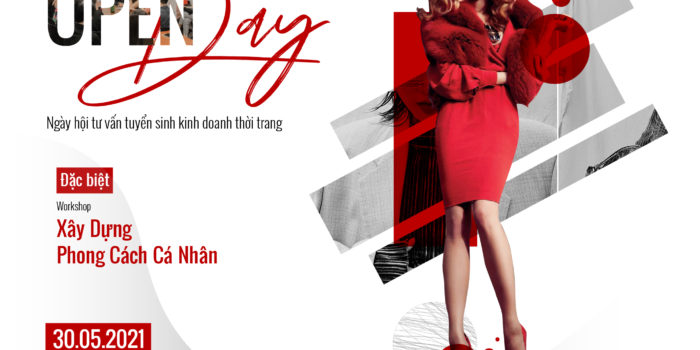 OPEN Day
Ngày hội tư vấn tuyển sinh kinh doanh thời trang
Đặc biệt
Workshop
Xây Dựng
Phong Cách Cá Nhân
30.05.2021